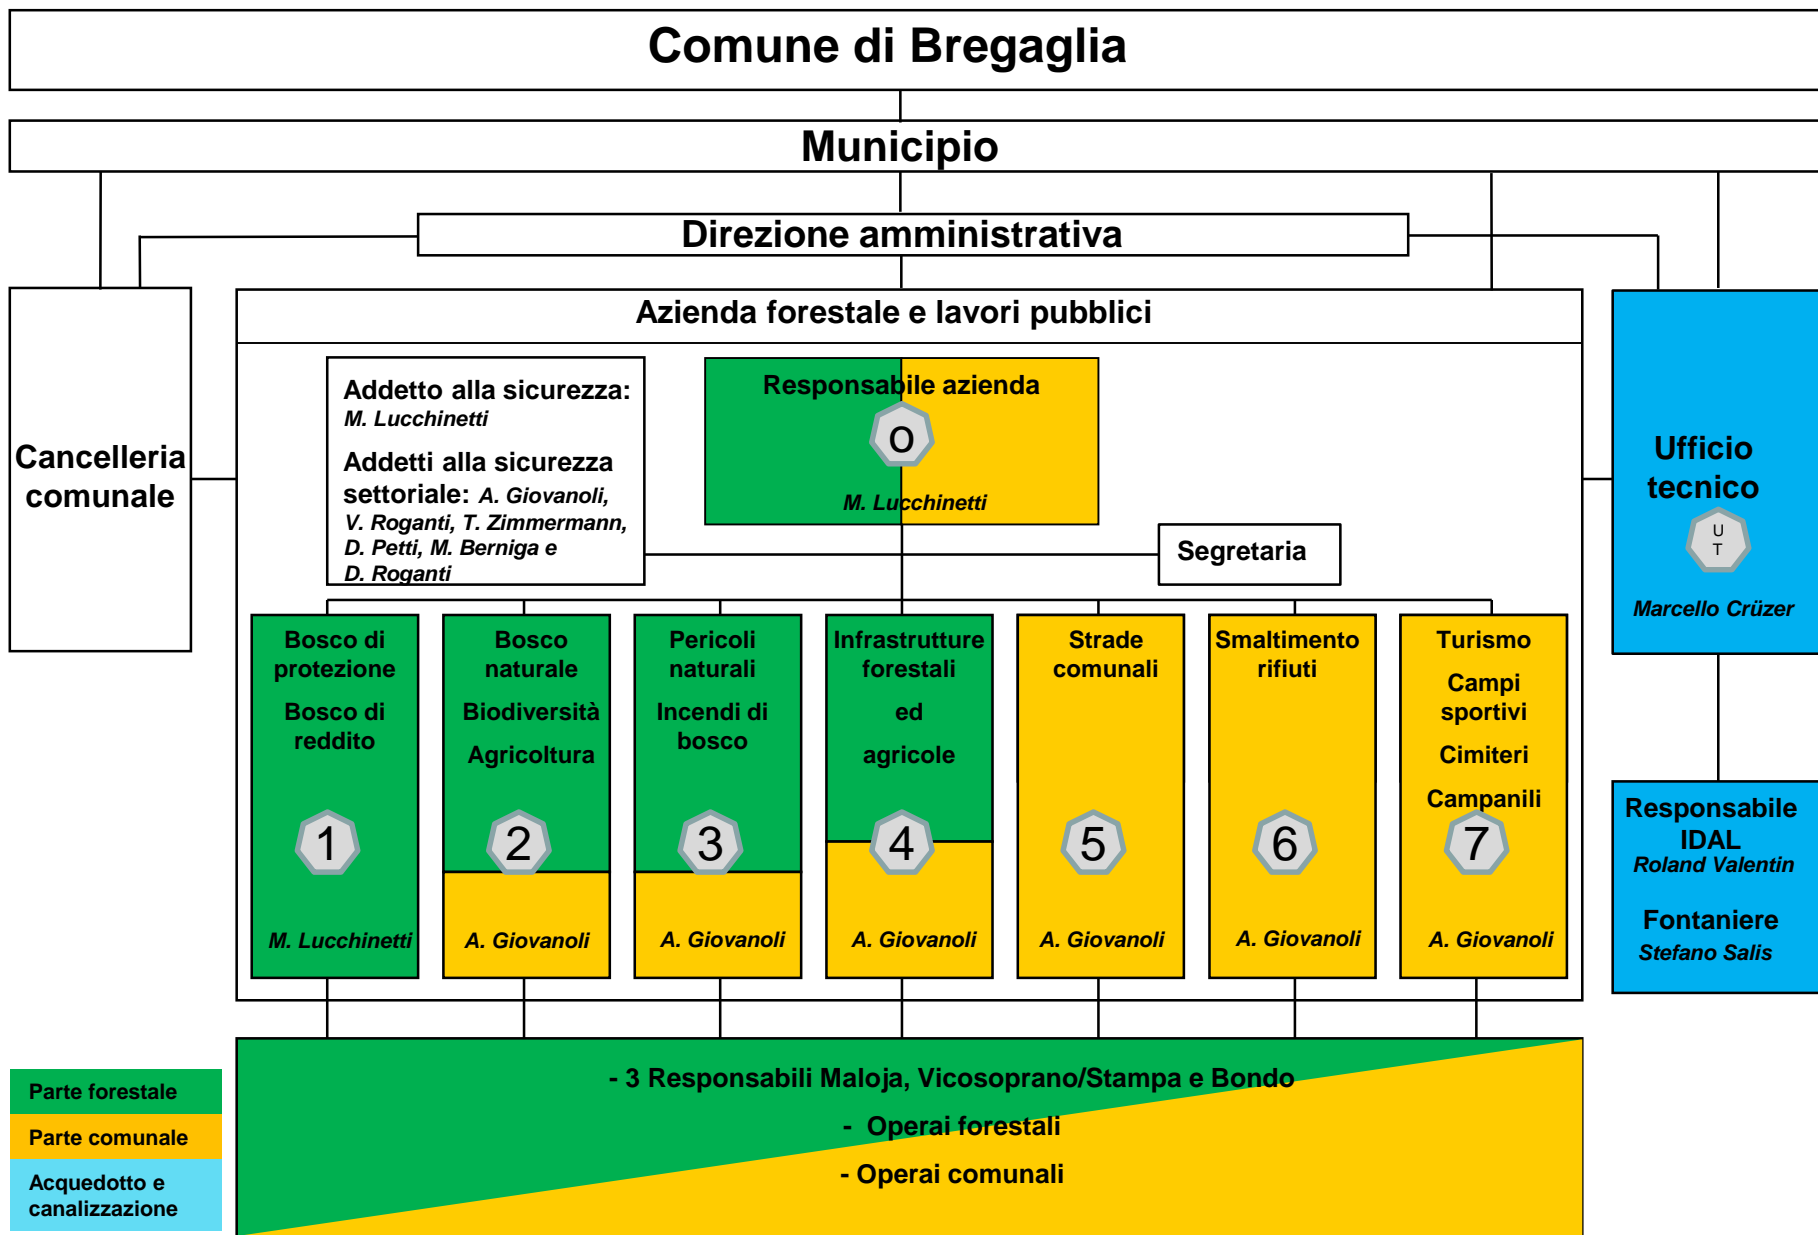 Comune di Bregaglia
Municipio
Direzione amministrativa
Cancelleria
comunale
Azienda forestale e lavori pubblici
Addetto alla sicurezza:
M. Lucchinetti
Addetti alla sicurezza
settoriale: A. Giovanoli,
V. Roganti, T. Zimmermann,
D. Petti, M. Berniga e
D. Roganti
Responsabile azienda
O
M. Lucchinetti
Segretaria
Ufficio
tecnico
U
T
Marcello Crüzer
Bosco di
protezione
Bosco di
reddito
1
M. Lucchinetti
Bosco
naturale
Biodiversità
Agricoltura
2
A. Giovanoli
Pericoli
naturali
Incendi di
bosco
3
A. Giovanoli
Infrastrutture
forestali
ed
agricole
4
A. Giovanoli
Strade
comunali
5
A. Giovanoli
Smaltimento
rifiuti
6
A. Giovanoli
Turismo
Campi
sportivi
Cimiteri
Campanili
7
A. Giovanoli
Responsabile
IDAL
Roland Valentin
Fontaniere
Stefano Salis
- 3 Responsabili Maloja, Vicosoprano/Stampa e Bondo
- Operai forestali
- Operai comunali
Parte forestale
Parte comunale
Acquedotto e
canalizzazione